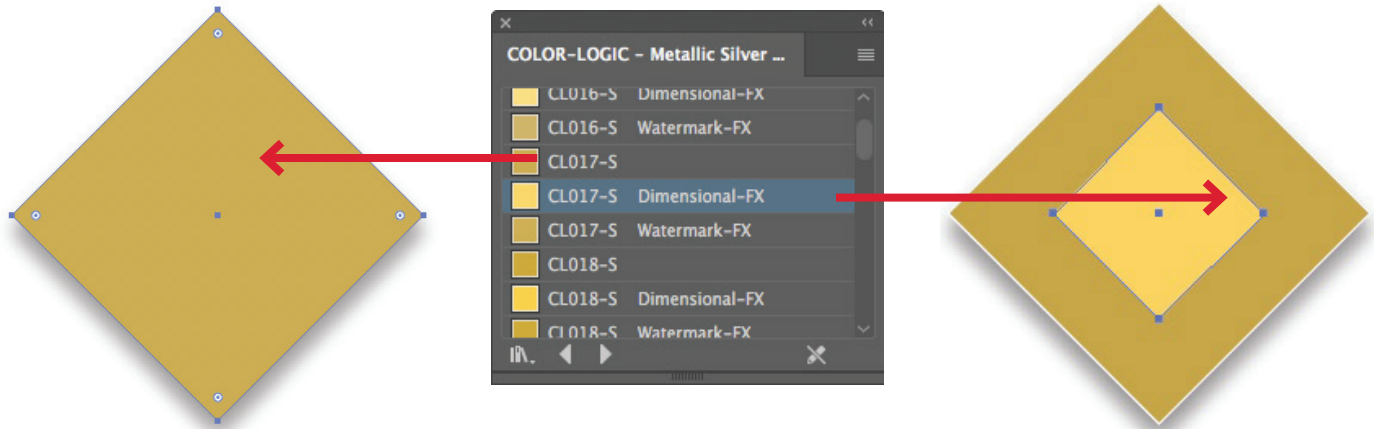 COLOR-LOGIC - Metallic Silver ...
CL016-S Dimensional-FX
CL016-S Watermark-FX
CL017-S
CL017-S Dimensional-FX
CL017-S Watermark-FX
CL018-S
CL018-S Dimensional-FX
CL018-S Watermark-FX